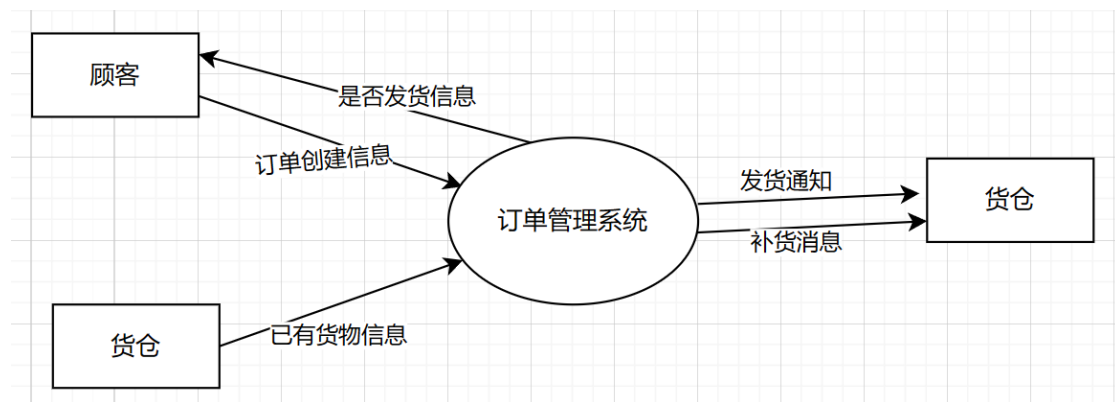 顾客
是否发货信息
订单创建信息
发货通知
货仓
订单管理系统
补货消息
已有货物信息
货仓